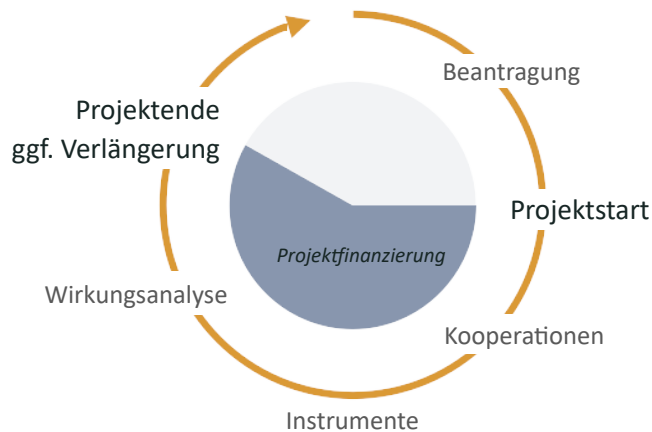 Beantragung
Projektende
ggf. Verlängerung
Projektstart
Projektfinanzierung
Wirkungsanalyse
Kooperationen
Instrumente